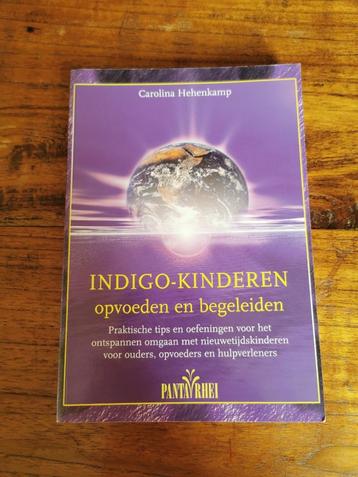 Carolina Hehenkamp
INDIGO-KINDEREN
opvoeden en begeleiden
Praktische tips en oefeningen voor het
ontspannen omgaan met nieuwetijdskinderen
voor ouders, opvoeders en hulpverleners
PANTA RHEI